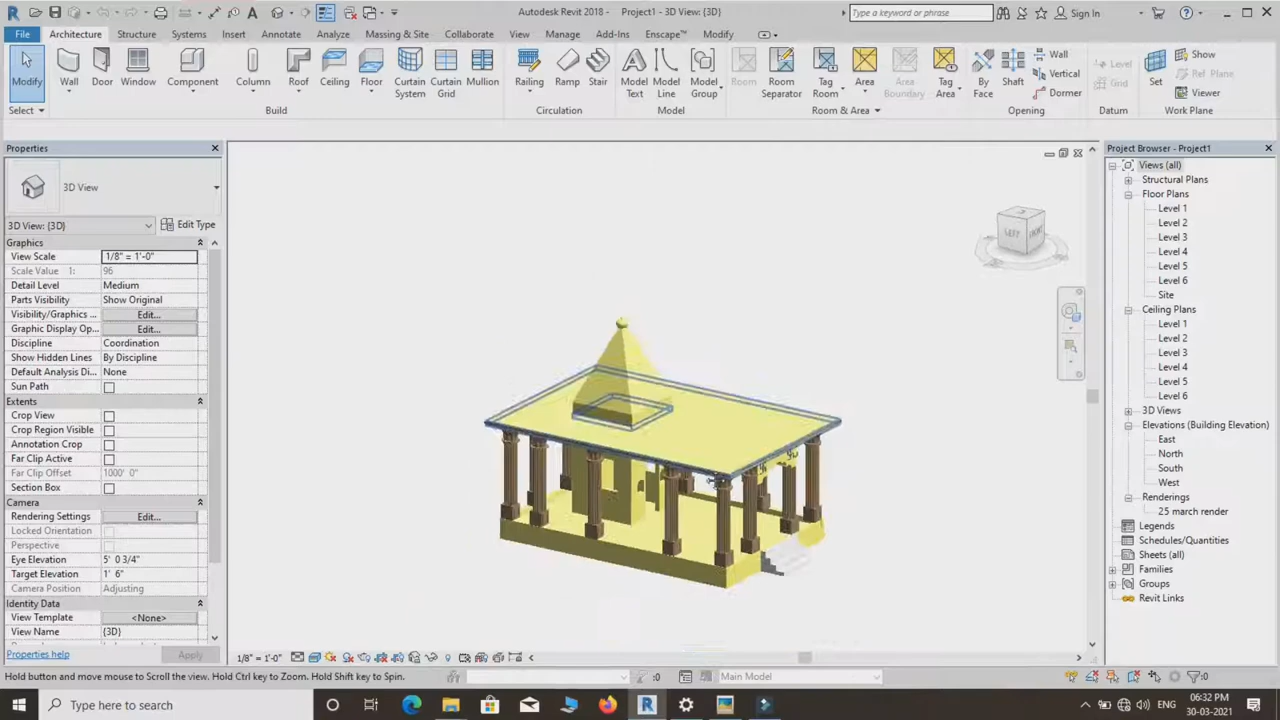 Autodesk Revit 2018 -    Project1 - 3D View: {3D}
Type a keyword or phrase
Sign In
File Architecture Structure Systems Insert Annotate Analyze Massing & Site Collaborate View Manage Add-Ins Enscape™ Modify
Modify Wall Door Window Component Column Roof Ceiling Floor Curtain System Curtain Grid Mullion Railing Ramp Stair Model Text Model Line Model Group Room Room Separator Tag Room Area Area Boundary Tag Area By Face Shaft Wall Vertical Dormer Level Grid Set Show Ref Plane Viewer
Select Build Circulation Model Room & Area Opening Datum Work Plane
Properties
3D View
3D View: {3D} Edit Type
Graphics
View Scale 1/8" = 1'-0"
Scale Value 1: 96
Detail Level Medium
Parts Visibility Show Original
Visibility/Graphics ... Edit...
Graphic Display Op... Edit...
Discipline Coordination
Show Hidden Lines By Discipline
Default Analysis Di... None
Sun Path
Extents
Crop View
Crop Region Visible
Annotation Crop
Far Clip Active
Far Clip Offset 1000' 0"
Section Box
Camera
Rendering Settings Edit...
Locked Orientation
Perspective
Eye Elevation 5' 0 3/4"
Target Elevation 1' 6"
Camera Position Adjusting
Identity Data
View Template <None>
View Name {3D}
Properties help Apply
LEFT FRONT
Project Browser - Project1
Views (all)
Structural Plans
Floor Plans
Level 1
Level 2
Level 3
Level 4
Level 5
Level 6
Site
Ceiling Plans
Level 1
Level 2
Level 3
Level 4
Level 5
Level 6
3D Views
Elevations (Building Elevation)
East
North
South
West
Renderings
25 march render
Legends
Schedules/Quantities
Sheets (all)
Families
Groups
Revit Links
1/8" = 1'-0"
Hold button and move mouse to Scroll the view. Hold Ctrl key to Zoom. Hold Shift key to Spin.
:0 Main Model :0
Type here to search
ENG
06:32 PM
30-03-2021